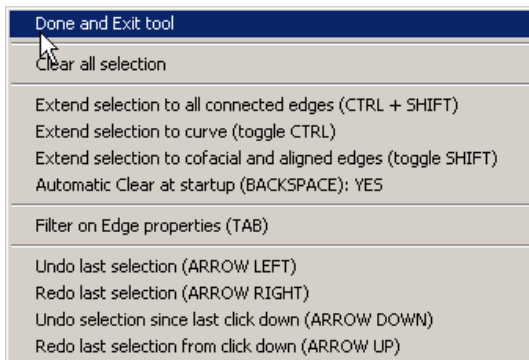 Done and Exit tool
Clear all selection
Extend selection to all connected edges (CTRL + SHIFT)
Extend selection to curve (toggle CTRL)
Extend selection to cofacial and aligned edges (toggle SHIFT)
Automatic Clear at startup (BACKSPACE): YES
Filter on Edge properties (TAB)
Undo last selection (ARROW LEFT)
Redo last selection (ARROW RIGHT)
Undo selection since last click down (ARROW DOWN)
Redo last selection from click down (ARROW UP)